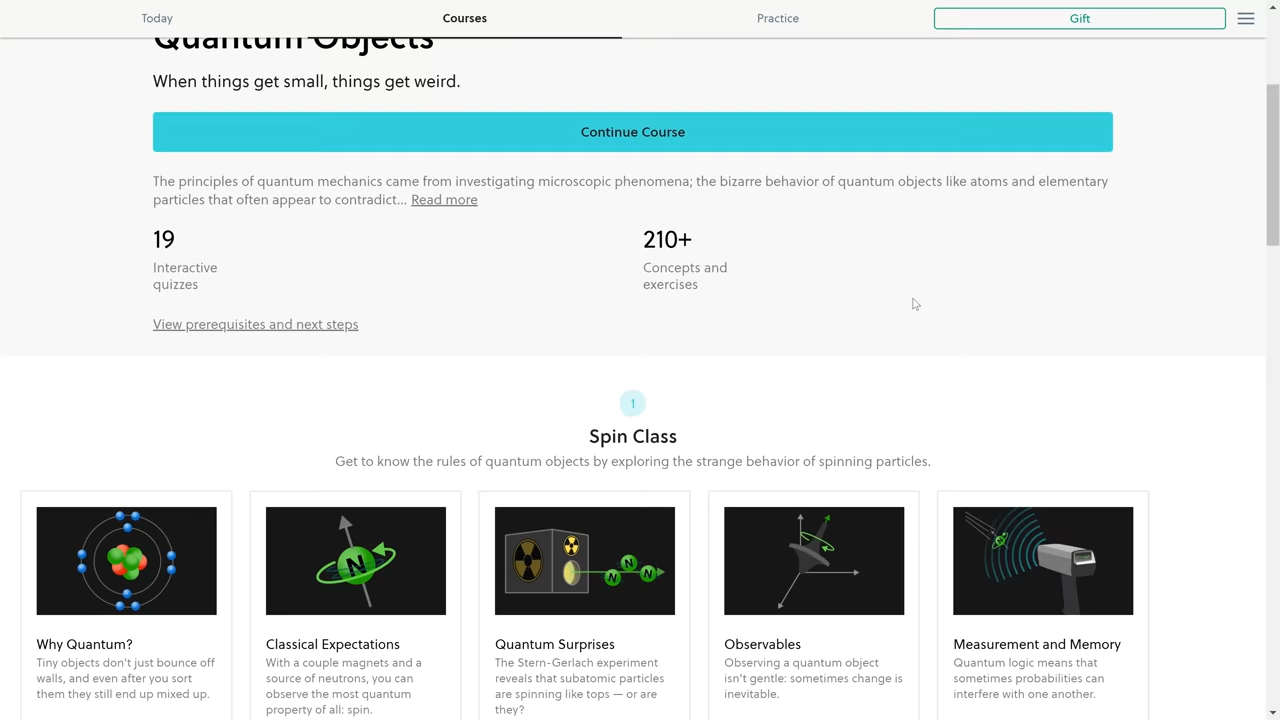 Today
Courses
Practice
Gift
Quantum Objects
When things get small, things get weird.
Continue Course
The principles of quantum mechanics came from investigating microscopic phenomena; the bizarre behavior of quantum objects like atoms and elementary
particles that often appear to contradict... Read more
19
Interactive
quizzes
210+
Concepts and
exercises
View prerequisites and next steps
1
Spin Class
Get to know the rules of quantum objects by exploring the strange behavior of spinning particles.
Why Quantum?
Tiny objects don't just bounce off
walls, and even after you sort
them they still end up mixed up.
N
Classical Expectations
With a couple magnets and a
source of neutrons, you can
observe the most quantum
property of all: spin.
N N N
Quantum Surprises
The Stern-Gerlach experiment
reveals that subatomic particles
are spinning like tops — or are
they?
Observables
Observing a quantum object
isn't gentle: sometimes change is
inevitable.
N
Measurement and Memory
Quantum logic means that
sometimes probabilities can
interfere with one another.